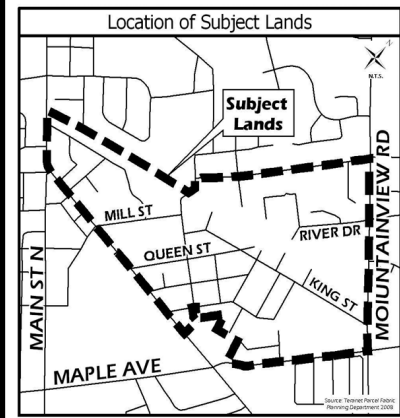 Location of Subject Lands
N.T.S.
Subject
Lands
MOIUNTAINVIEW RD
MILL ST
RIVER DR
QUEEN ST
MAIN ST N
KING ST
MAPLE AVE
Source: Teranet Parcel Fabric
Planning Department 2009.